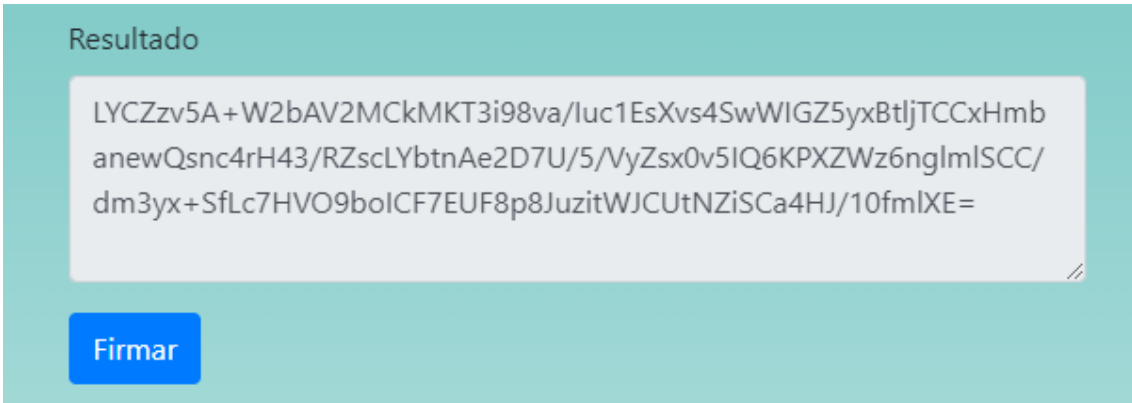 Resultado
LYCZzv5A+W2bAV2MCkMKT3i98va/Iuc1EsXvs4SwWIGZ5yxBtljTCCxHmb
anewQsnc4rH43/RZscLYbtnAe2D7U/5/VyZsx0v5IQ6KPXZWz6nglmlSCC/
dm3yx+SfLc7HVO9boICF7EUF8p8JuzitWJCUtNZiSCa4HJ/10fmlXE=
Firmar